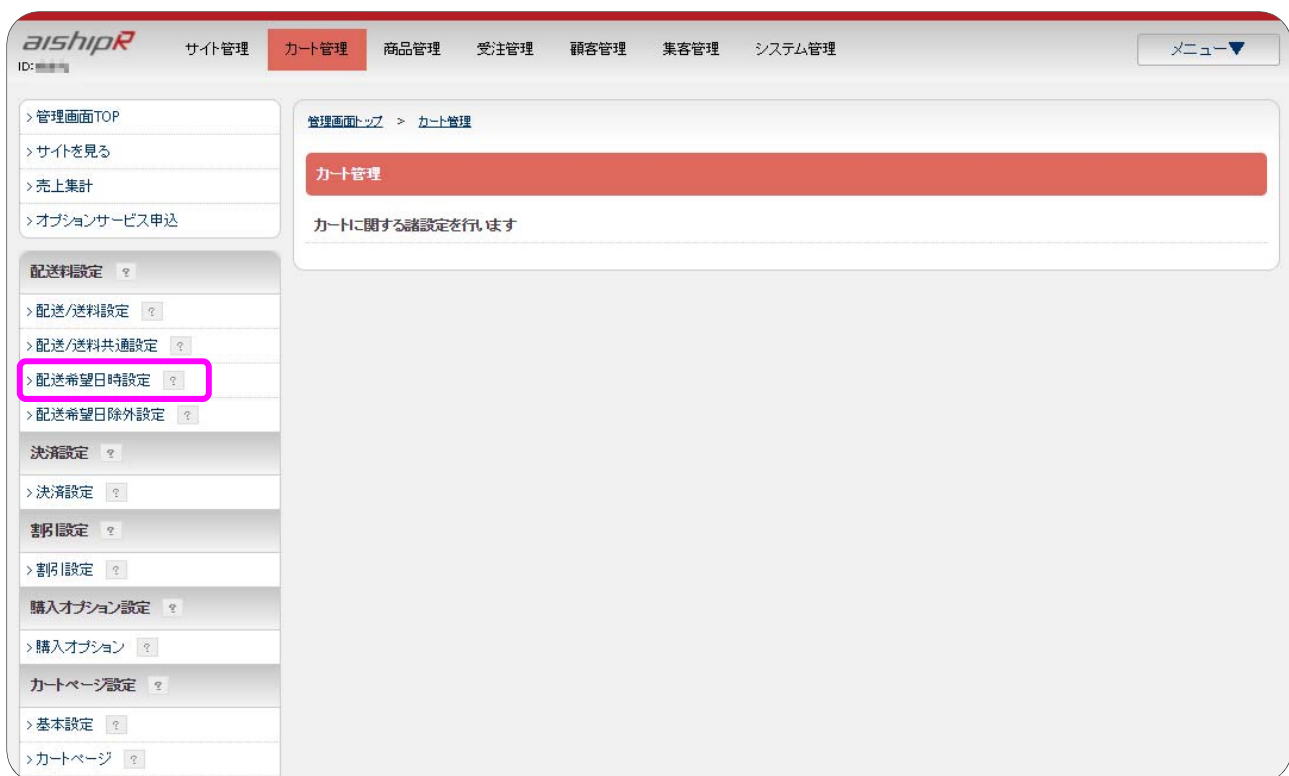 aishipR
サイト管理 カート管理 商品管理 受注管理 顧客管理 集客管理 システム管理 メニュー▼
ID:
>管理画面TOP
>サイトを見る
>売上集計
>オプションサービス申込
配送料設定 ?
>配送/送料設定 ?
>配送/送料共通設定 ?
>配送希望日時設定 ?
>配送希望日除外設定 ?
決済設定 ?
>決済設定 ?
割引設定 ?
>割引設定 ?
購入オプション設定 ?
>購入オプション ?
カートページ設定 ?
>基本設定 ?
>カートページ ?
管理画面トップ > カート管理
カート管理
カートに関する諸設定を行います